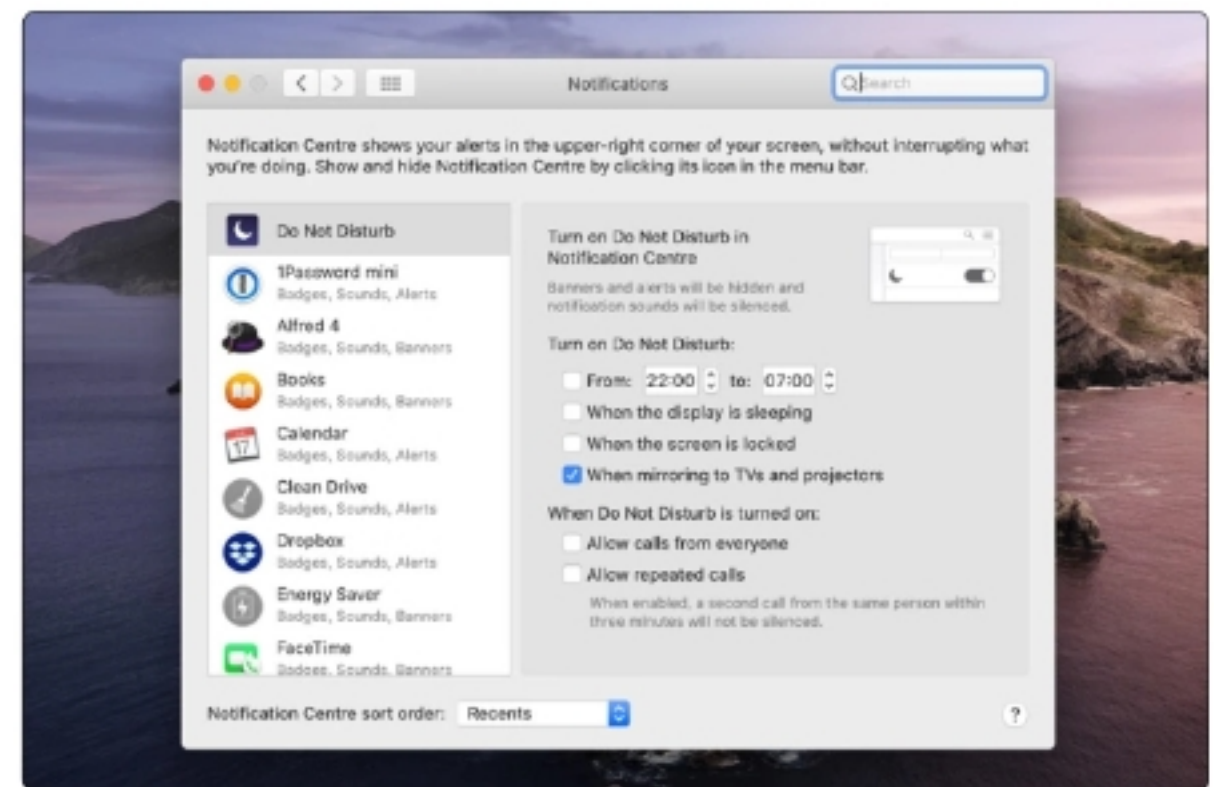 Notifications
Search
Notification Centre shows your alerts in the upper-right corner of your screen, without interrupting what
you're doing. Show and hide Notification Centre by clicking its icon in the menu bar.
Do Not Disturb
1Password mini
Badges, Sounds, Alerts
Alfred 4
Badges, Sounds, Banners
Books
Badges, Sounds, Banners
Calendar
Badges, Sounds, Alerts
17
Clean Drive
Badges, Sounds, Alerts
Dropbox
Badges, Sounds, Alerts
Energy Saver
Badges, Sounds, Banners
FaceTime
Badges, Sounds, Banners
Turn on Do Not Disturb in
Notification Centre
Banners and alerts will be hidden and
notification sounds will be silenced.
Turn on Do Not Disturb:
From: 22:00 to: 07:00
When the display is sleeping
When the screen is locked
When mirroring to TVs and projectors
When Do Not Disturb is turned on:
Allow calls from everyone
Allow repeated calls
When enabled, a second call from the same person within
three minutes will not be silenced.
Notification Centre sort order: Recents
?